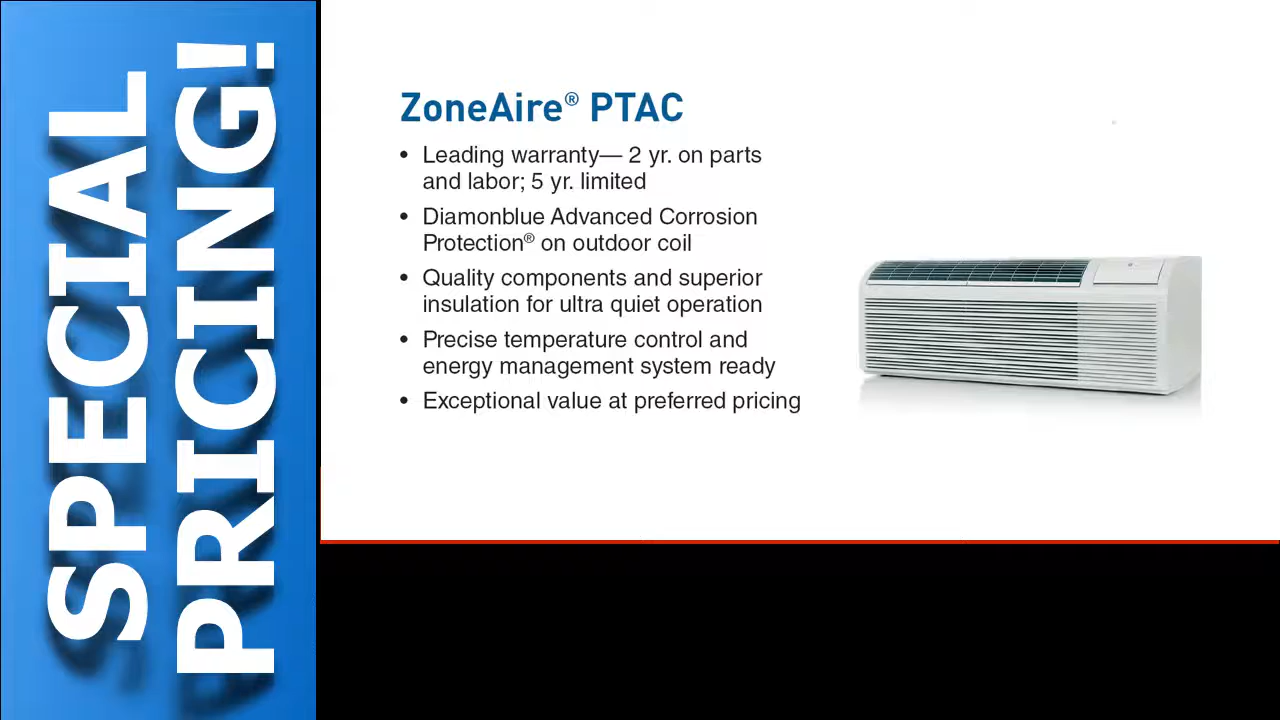 SPECIAL
PRICING!
ZoneAire® PTAC
• Leading warranty— 2 yr. on parts
and labor; 5 yr. limited
• Diamonblue Advanced Corrosion
Protection® on outdoor coil
• Quality components and superior
insulation for ultra quiet operation
• Precise temperature control and
energy management system ready
• Exceptional value at preferred pricing